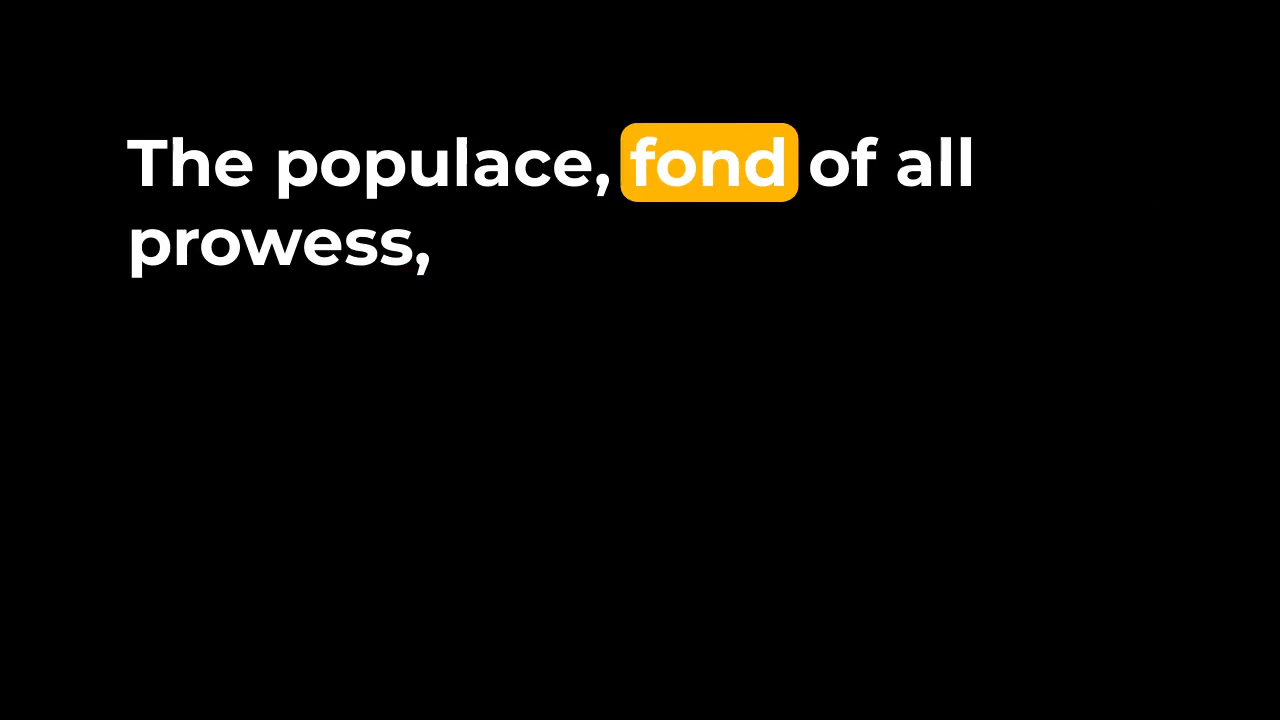 The populace, fond of all
prowess,